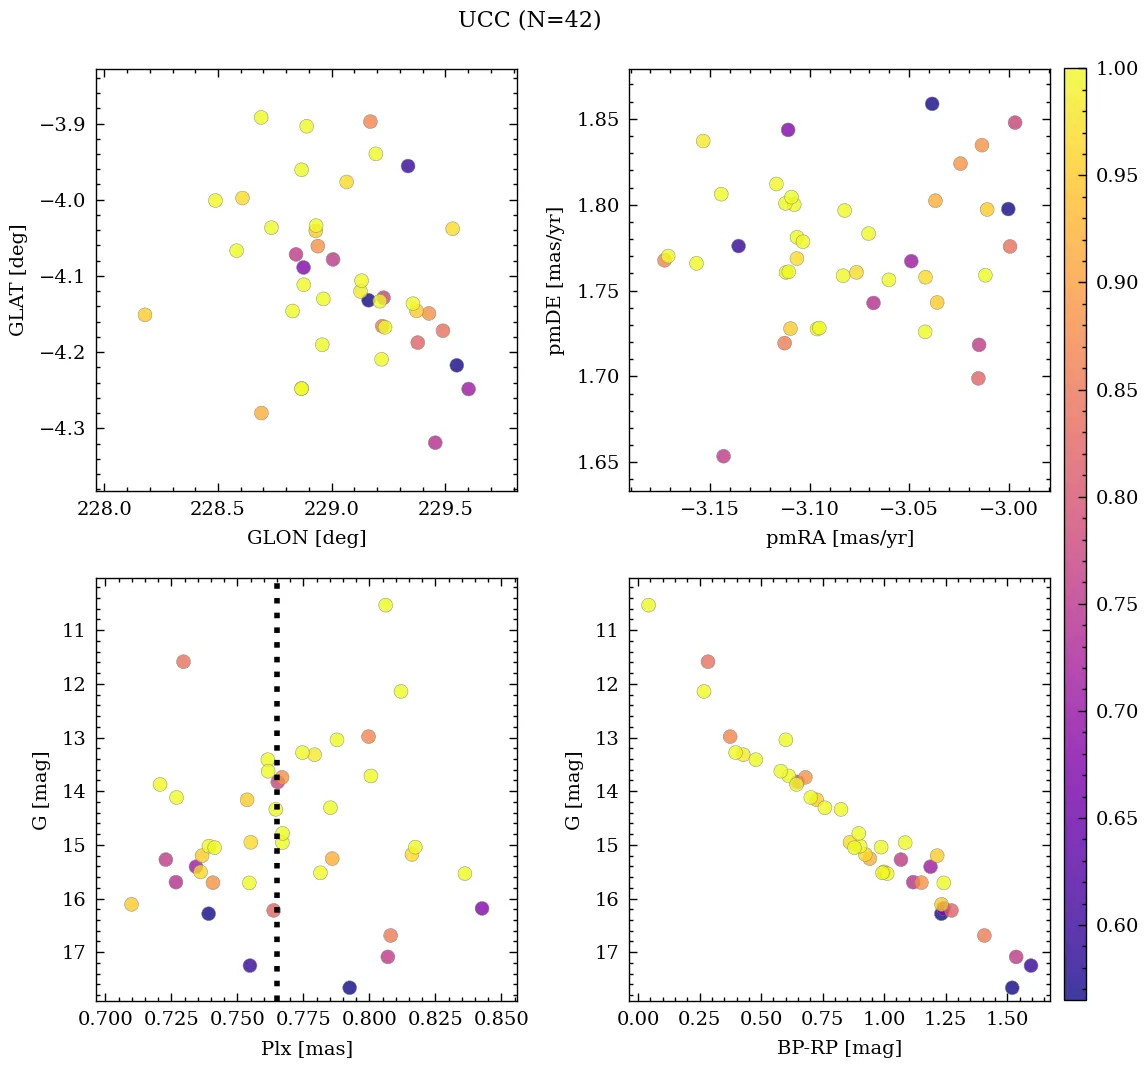 UCC (N=42)
−3.9
−4.0
−4.1
−4.2
−4.3
GLAT [deg]
228.0 228.5 229.0 229.5
GLON [deg]
1.85
1.80
1.75
1.70
1.65
pmDE [mas/yr]
−3.15 −3.10 −3.05 −3.00
pmRA [mas/yr]
11
12
13
14
15
16
17
G [mag]
0.700 0.725 0.750 0.775 0.800 0.825 0.850
Plx [mas]
11
12
13
14
15
16
17
G [mag]
0.00 0.25 0.50 0.75 1.00 1.25 1.50
BP-RP [mag]
1.00
0.95
0.90
0.85
0.80
0.75
0.70
0.65
0.60